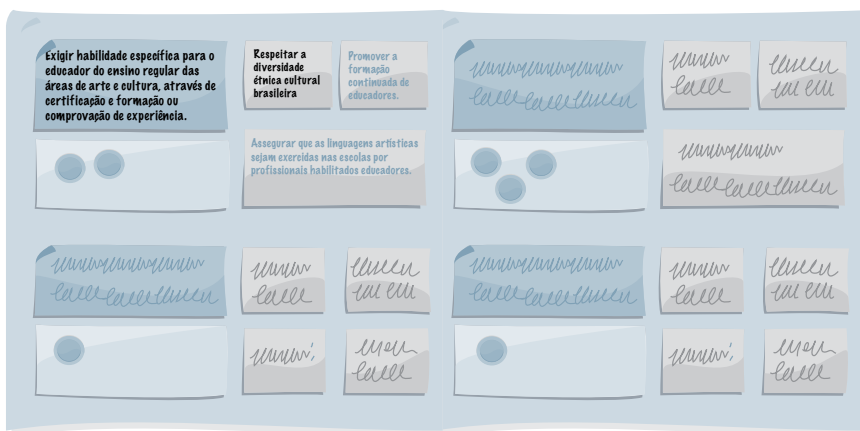 Exigir habilidade específica para o
educador do ensino regular das
áreas de arte e cultura, através de
certificação e formação ou
comprovação de experiência.
Respeitar a
diversidade
étnica cultural
brasileira
Promover a
formação
continuada de
educadores.
Assegurar que as linguagens artísticas
sejam exercidas nas escolas por
profissionais habilitados educadores.